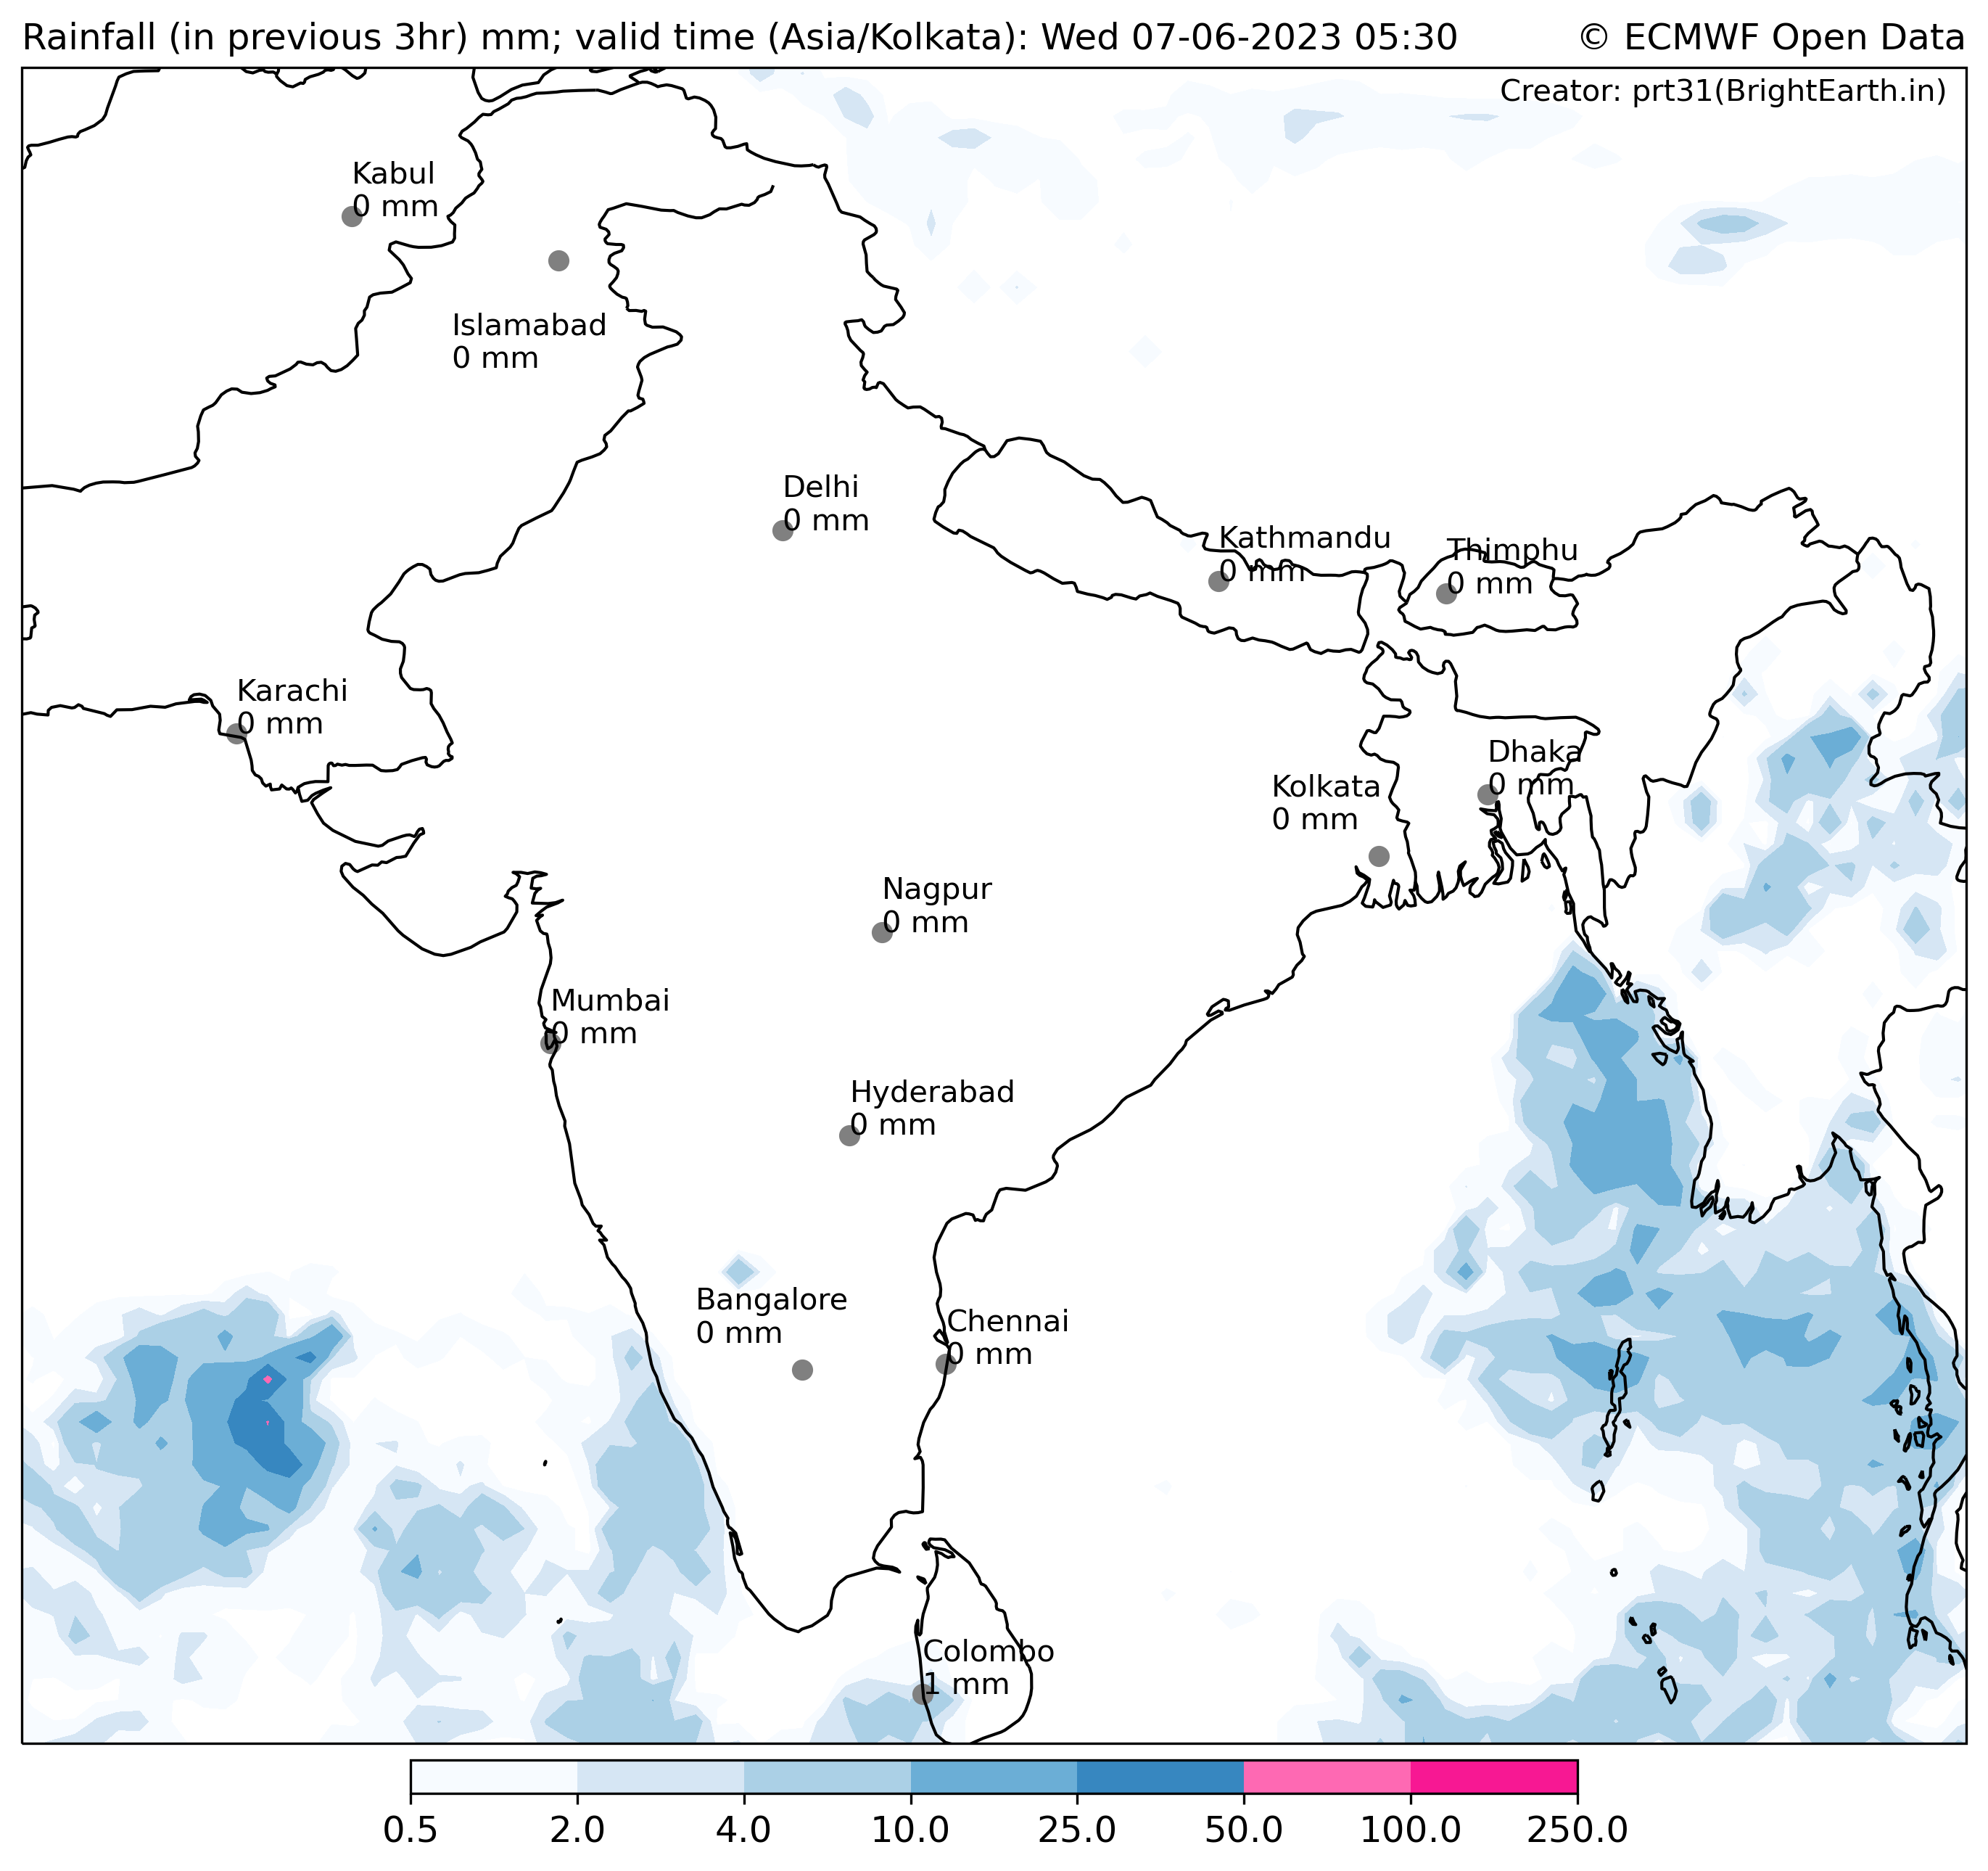 Rainfall (in previous 3hr) mm; valid time (Asia/Kolkata): Wed 07-06-2023 05:30
© ECMWF Open Data
Creator: prt31(BrightEarth.in)
Kabul
0 mm
Islamabad
0 mm
Delhi
0 mm
Kathmandu
0 mm
Thimphu
0 mm
Karachi
0 mm
Dhaka
0 mm
Kolkata
0 mm
Nagpur
0 mm
Mumbai
0 mm
Hyderabad
0 mm
Bangalore
0 mm
Chennai
0 mm
Colombo
1 mm
0.5 2.0 4.0 10.0 25.0 50.0 100.0 250.0